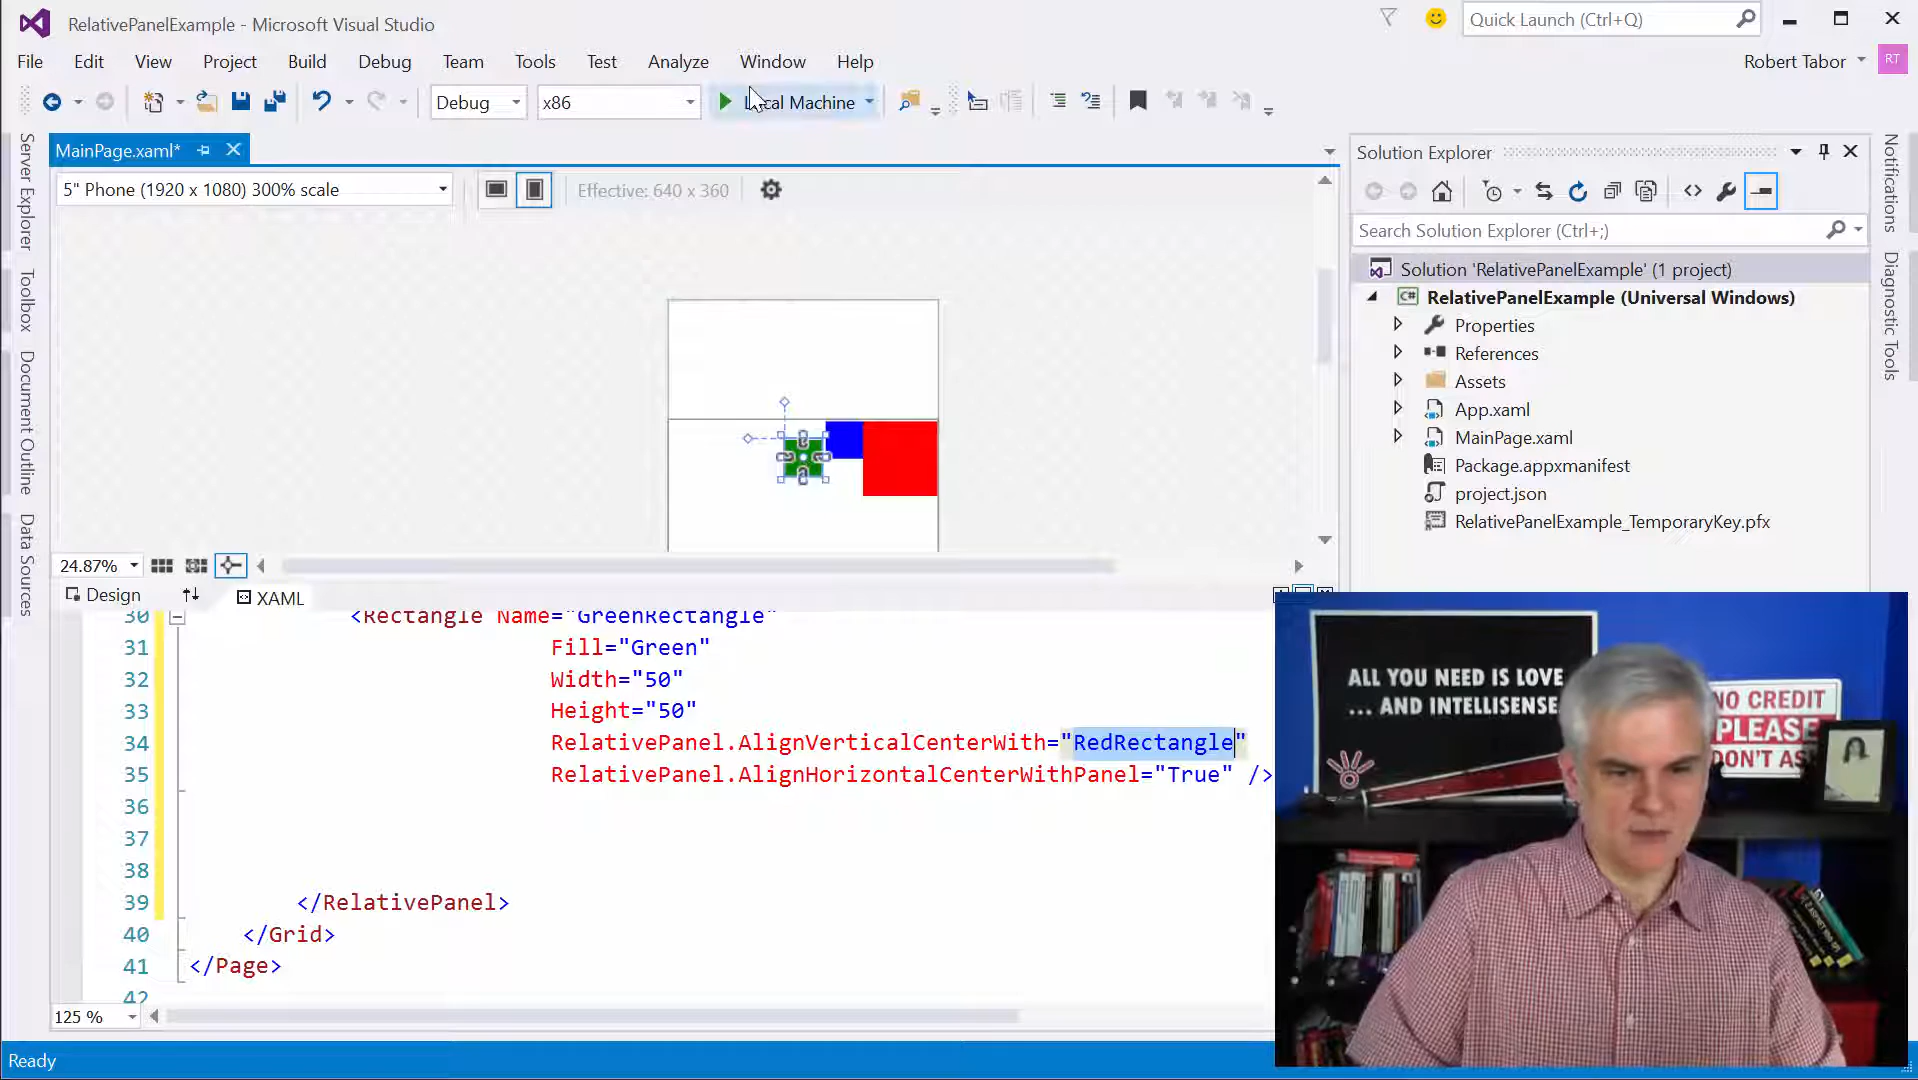 RelativePanelExample - Microsoft Visual Studio
Quick Launch (Ctrl+Q)
File Edit View Project Build Debug Team Tools Test Analyze Window Help
Robert Tabor
RT
Debug
x86
Local Machine
MainPage.xaml*
5" Phone (1920 x 1080) 300% scale
Effective: 640 x 360
Server Explorer
Toolbox
Document Outline
Data Sources
24.87%
Design
XAML
30 <Rectangle Name="GreenRectangle"
31 Fill="Green"
32 Width="50"
33 Height="50"
34 RelativePanel.AlignVerticalCenterWith="RedRectangle"
35 RelativePanel.AlignHorizontalCenterWithPanel="True" />
36
37
38
39 </RelativePanel>
40 </Grid>
41 </Page>
42
125 %
Ready
Solution Explorer
Search Solution Explorer (Ctrl+;)
Solution 'RelativePanelExample' (1 project)
C#
RelativePanelExample (Universal Windows)
Properties
References
Assets
App.xaml
MainPage.xaml
Package.appxmanifest
project.json
RelativePanelExample_TemporaryKey.pfx
Notifications
Diagnostic Tools
ALL YOU NEED IS LOVE
... AND INTELLISENSE
NO CREDIT
PLEASE
DON'T